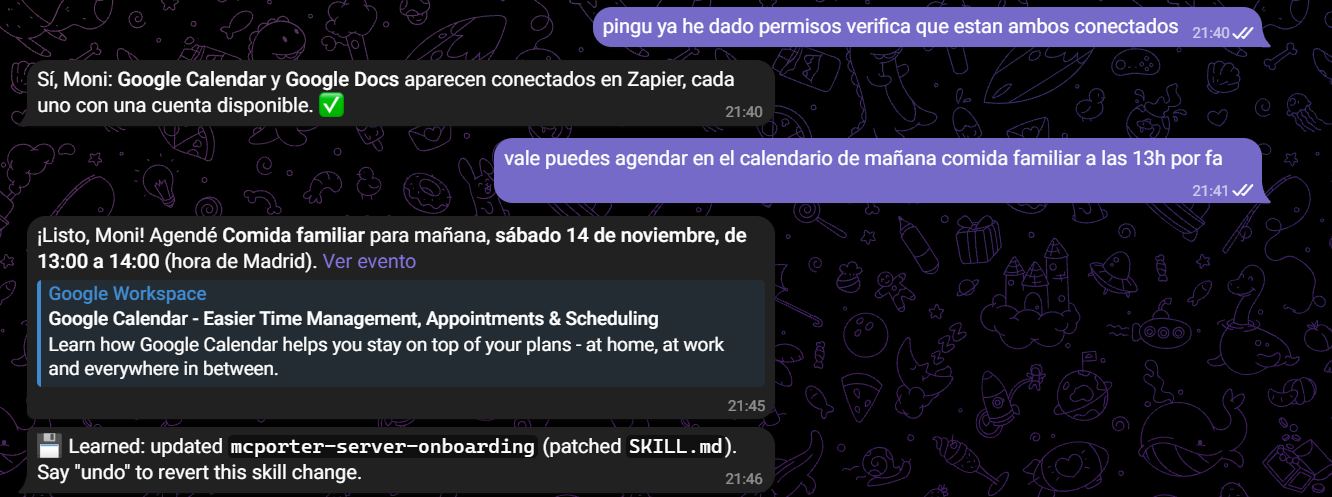 pingu ya he dado permisos verifica que estan ambos conectados 21:40
Sí, Moni: Google Calendar y Google Docs aparecen conectados en Zapier, cada
uno con una cuenta disponible. ✅
21:40
vale puedes agendar en el calendario de mañana comida familiar a las 13h por fa
21:41
¡Listo, Moni! Agendé Comida familiar para mañana, sábado 14 de noviembre, de
13:00 a 14:00 (hora de Madrid). Ver evento
Google Workspace
Google Calendar - Easier Time Management, Appointments & Scheduling
Learn how Google Calendar helps you stay on top of your plans - at home, at work
and everywhere in between.
21:45
💾 Learned: updated mcporter-server-onboarding (patched SKILL.md).
Say "undo" to revert this skill change.
21:46